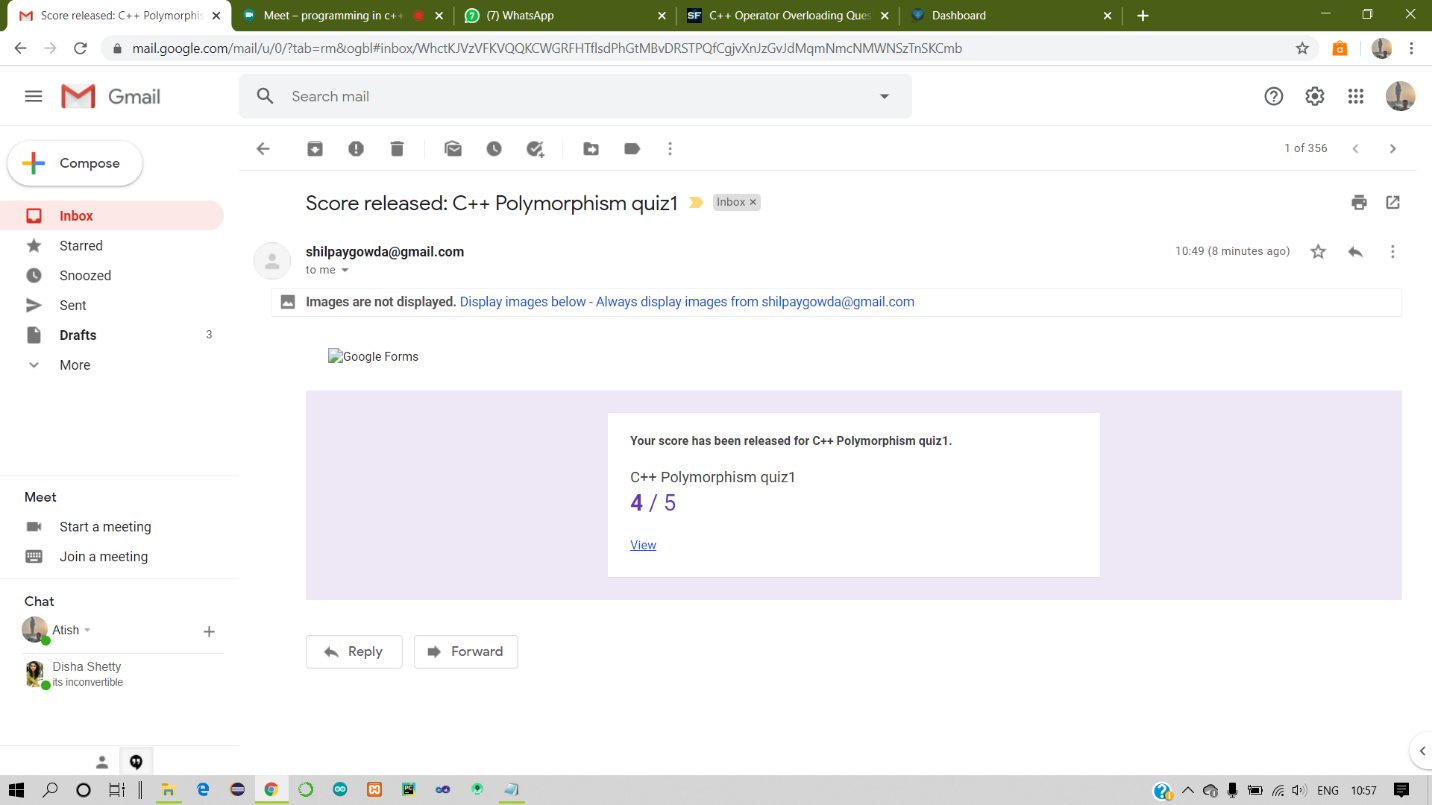 Score released: C++ Polymorphis
Meet – programming in c++
(7) WhatsApp
SF C++ Operator Overloading Ques
Dashboard
mail.google.com/mail/u/0/?tab=rm&ogbl#inbox/WhctKJVzVFKVQQKCWGRFHTflsdPhGtMBvDRSTPQfCgjvXnJzGvJdMqmNmcNMWNSzTnSKCmb
Gmail
Search mail
Compose
1 of 356
Score released: C++ Polymorphism quiz1
Inbox
Inbox
Starred
Snoozed
Sent
Drafts 3
More
shilpaygowda@gmail.com
10:49 (8 minutes ago)
to me
Images are not displayed. Display images below - Always display images from shilpaygowda@gmail.com
Google Forms
Your score has been released for C++ Polymorphism quiz1.
C++ Polymorphism quiz1
4 / 5
View
Meet
Start a meeting
Join a meeting
Chat
Atish
Disha Shetty
its inconvertible
Reply
Forward
ENG 10:57